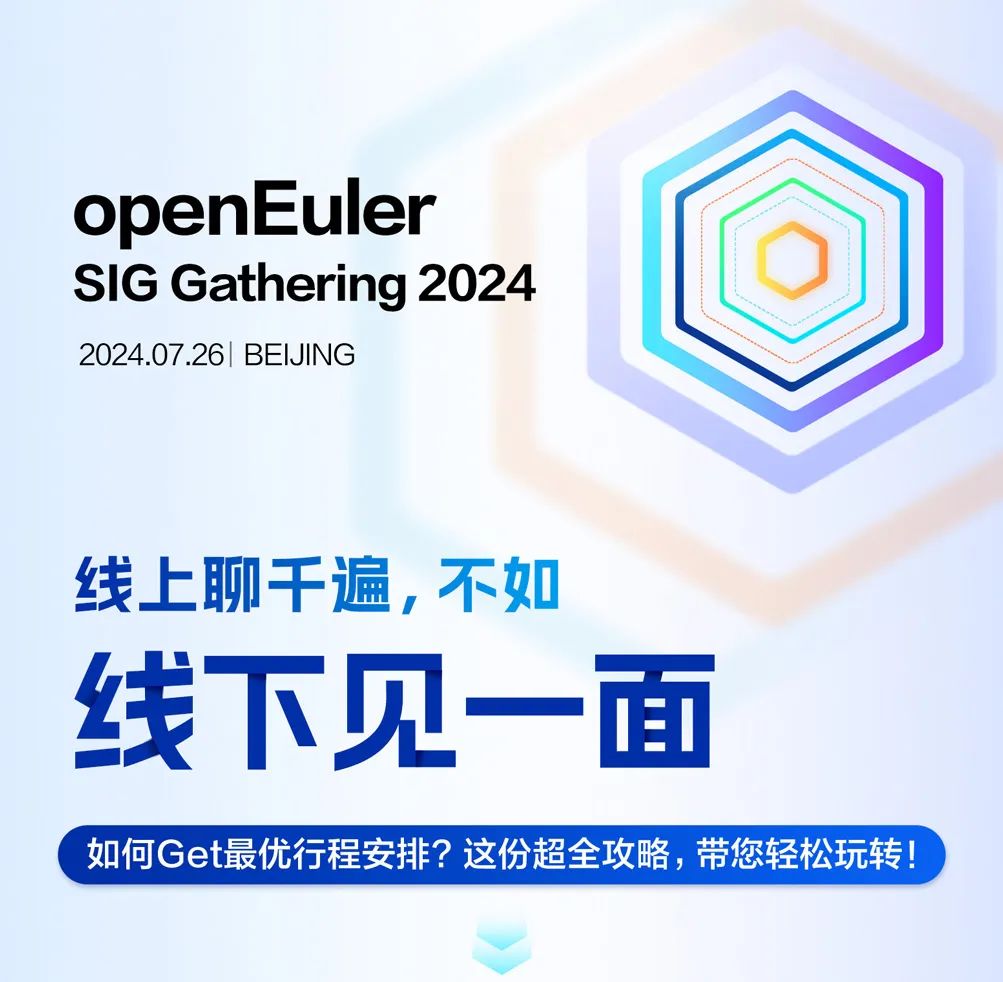 openEuler
SIG Gathering 2024
2024.07.26| BEIJING
线上聊千遍，不如
线下见一面
如何Get最优行程安排？这份超全攻略，带您轻松玩转！